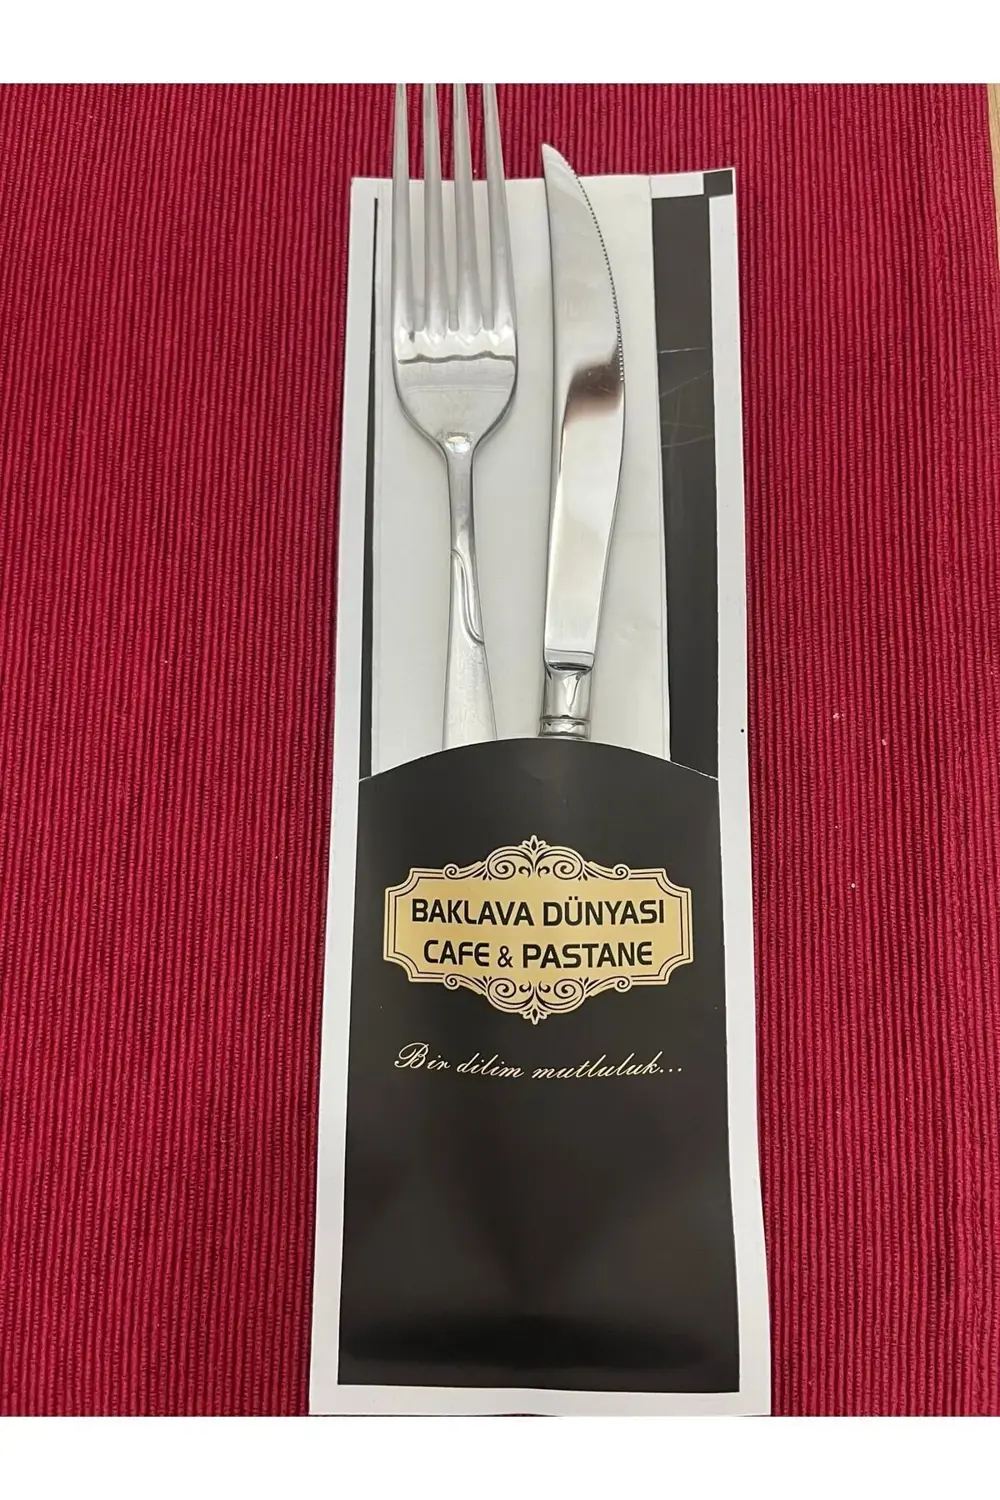 BAKLAVA DÜNYASI
CAFE & PASTANE
Bir dilim mutluluk...